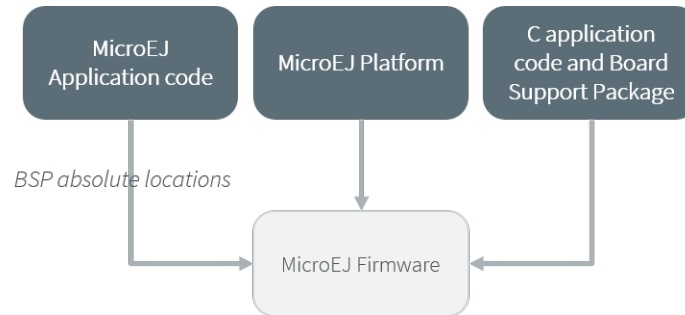 MicroEJ
Application code
MicroEJ Platform
C application
code and Board
Support Package
BSP absolute locations
MicroEJ Firmware